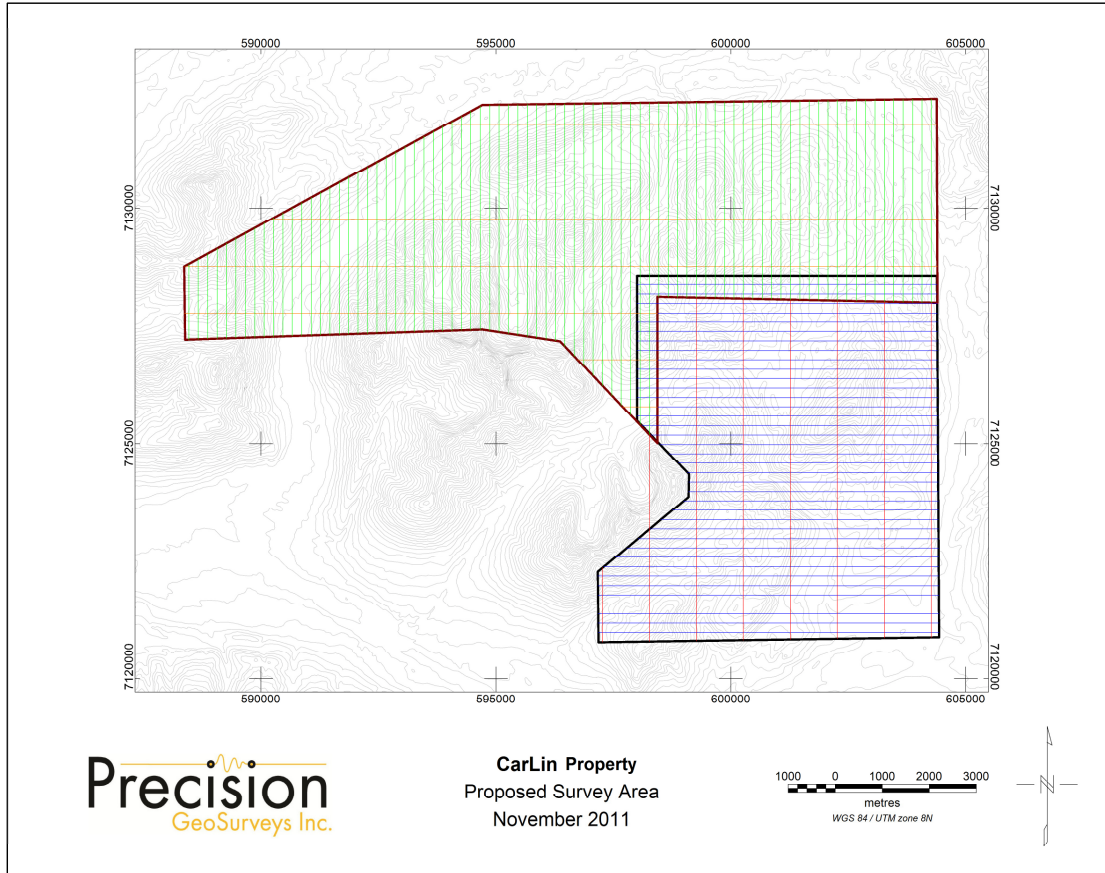 590000 595000 600000 605000
7130000 7130000
7125000 7125000
7120000 7120000
590000 595000 600000 605000
Precision
GeoSurveys Inc.
CarLin Property
Proposed Survey Area
November 2011
1000 0 1000 2000 3000
metres
WGS 84 / UTM zone 8N
N